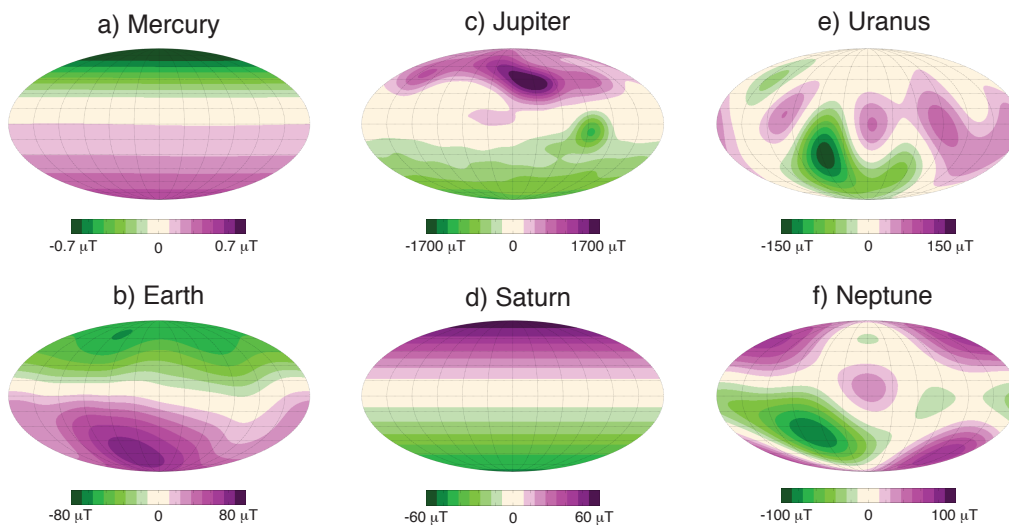 a) Mercury
-0.7 μT 0 0.7 μT
b) Earth
-80 μT 0 80 μT
c) Jupiter
-1700 μT 0 1700 μT
d) Saturn
-60 μT 0 60 μT
e) Uranus
-150 μT 0 150 μT
f) Neptune
-100 μT 0 100 μT